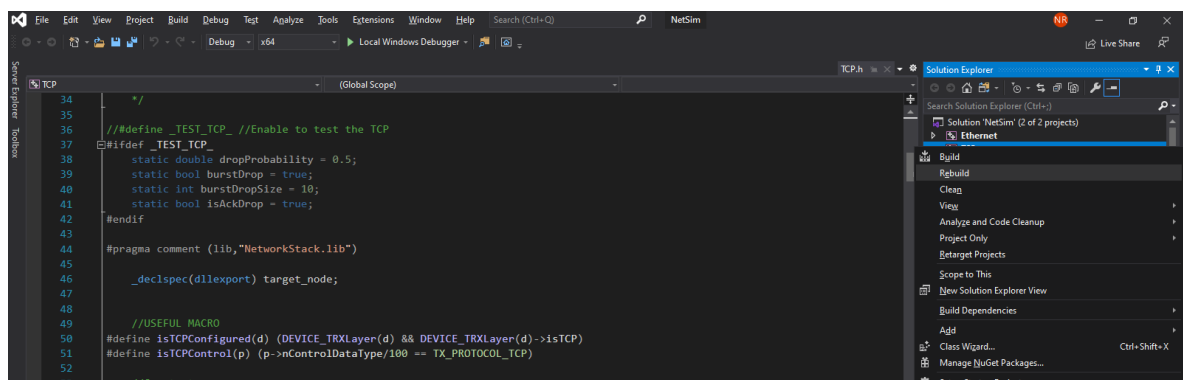 File Edit View Project Build Debug Test Analyze Tools Extensions Window Help Search (Ctrl+Q) NetSim NR
Debug x64 Local Windows Debugger Live Share
Server Explorer
Toolbox
TCP.h
TCP (Global Scope)
34 */
35
36 //#define _TEST_TCP_ //Enable to test the TCP
37 #ifdef _TEST_TCP_
38 static double dropProbability = 0.5;
39 static bool burstDrop = true;
40 static int burstDropSize = 10;
41 static bool isAckDrop = true;
42 #endif
43
44 #pragma comment (lib,"NetworkStack.lib")
45
46 _declspec(dllexport) target_node;
47
48
49 //USEFUL MACRO
50 #define isTCPConfigured(d) (DEVICE_TRXLayer(d) && DEVICE_TRXLayer(d)->isTCP)
51 #define isTCPControl(p) (p->nControlDataType/100 == TX_PROTOCOL_TCP)
52
Solution Explorer
Search Solution Explorer (Ctrl+;)
Solution 'NetSim' (2 of 2 projects)
Ethernet
Build
Rebuild
Clean
View
Analyze and Code Cleanup
Project Only
Retarget Projects
Scope to This
New Solution Explorer View
Build Dependencies
Add
Class Wizard... Ctrl+Shift+X
Manage NuGet Packages...